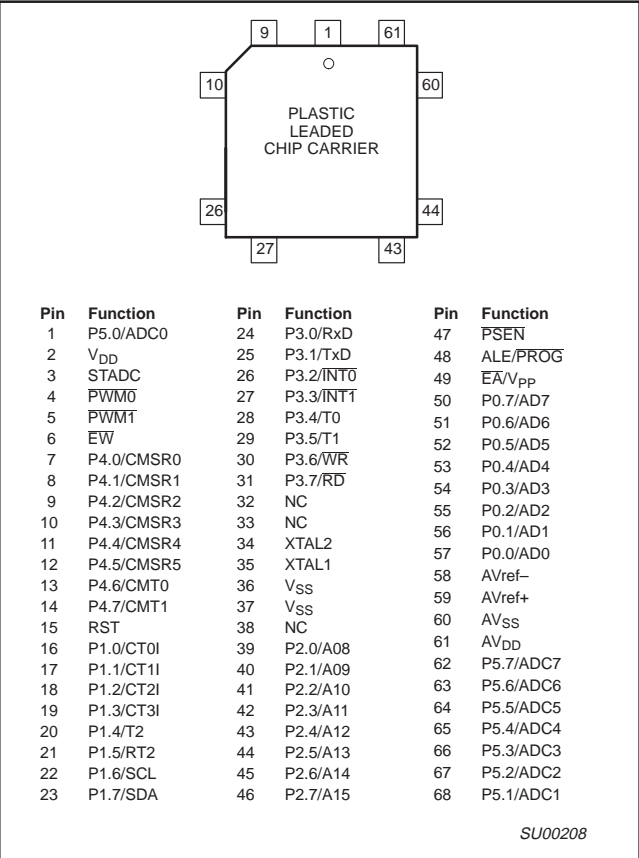 9 1 61
10 60
PLASTIC
LEADED
CHIP CARRIER
26 44
27 43
Pin Function
1 P5.0/ADC0
2 VDD
3 STADC
4 P̅W̅M̅0̅
5 P̅W̅M̅1̅
6 E̅W̅
7 P4.0/CMSR0
8 P4.1/CMSR1
9 P4.2/CMSR2
10 P4.3/CMSR3
11 P4.4/CMSR4
12 P4.5/CMSR5
13 P4.6/CMT0
14 P4.7/CMT1
15 RST
16 P1.0/CT0I
17 P1.1/CT1I
18 P1.2/CT2I
19 P1.3/CT3I
20 P1.4/T2
21 P1.5/RT2
22 P1.6/SCL
23 P1.7/SDA
Pin Function
24 P3.0/RxD
25 P3.1/TxD
26 P3.2/I̅N̅T̅0̅
27 P3.3/I̅N̅T̅1̅
28 P3.4/T0
29 P3.5/T1
30 P3.6/W̅R̅
31 P3.7/R̅D̅
32 NC
33 NC
34 XTAL2
35 XTAL1
36 VSS
37 VSS
38 NC
39 P2.0/A08
40 P2.1/A09
41 P2.2/A10
42 P2.3/A11
43 P2.4/A12
44 P2.5/A13
45 P2.6/A14
46 P2.7/A15
Pin Function
47 P̅S̅E̅N̅
48 ALE/P̅R̅O̅G̅
49 E̅A̅/VPP
50 P0.7/AD7
51 P0.6/AD6
52 P0.5/AD5
53 P0.4/AD4
54 P0.3/AD3
55 P0.2/AD2
56 P0.1/AD1
57 P0.0/AD0
58 AVref–
59 AVref+
60 AVSS
61 AVDD
62 P5.7/ADC7
63 P5.6/ADC6
64 P5.5/ADC5
65 P5.4/ADC4
66 P5.3/ADC3
67 P5.2/ADC2
68 P5.1/ADC1
SU00208